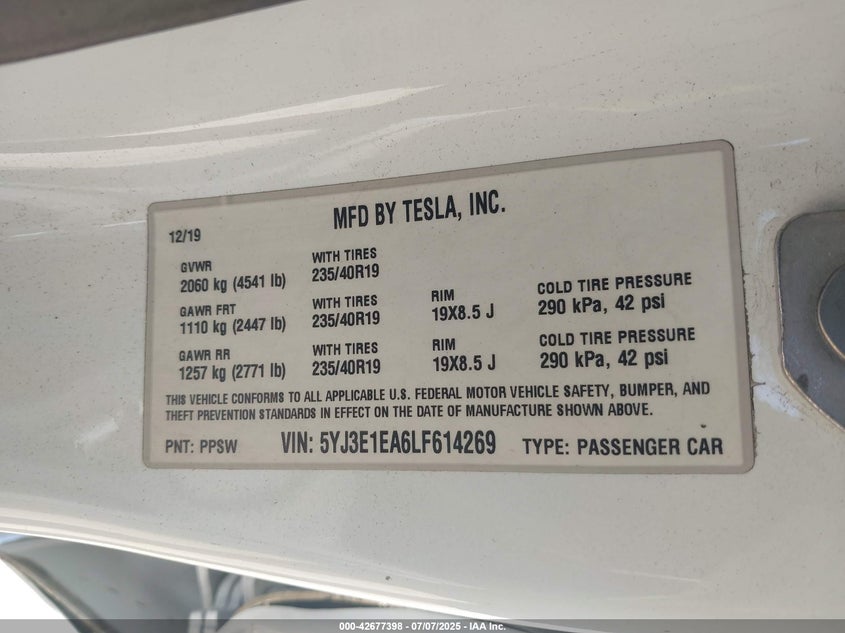 MFD BY TESLA, INC.
12/19
GVWR WITH TIRES
2060 kg (4541 lb) 235/40R19
GAWR FRT WITH TIRES RIM COLD TIRE PRESSURE
1110 kg (2447 lb) 235/40R19 19X8.5 J 290 kPa, 42 psi
GAWR RR WITH TIRES RIM COLD TIRE PRESSURE
1257 kg (2771 lb) 235/40R19 19X8.5 J 290 kPa, 42 psi
THIS VEHICLE CONFORMS TO ALL APPLICABLE U.S. FEDERAL MOTOR VEHICLE SAFETY, BUMPER, AND
THEFT PREVENTION STANDARDS IN EFFECT ON THE DATE OF MANUFACTURE SHOWN ABOVE.
PNT: PPSW VIN: 5YJ3E1EA6LF614269 TYPE: PASSENGER CAR
000-42677398 - 07/07/2025 - IAA Inc.